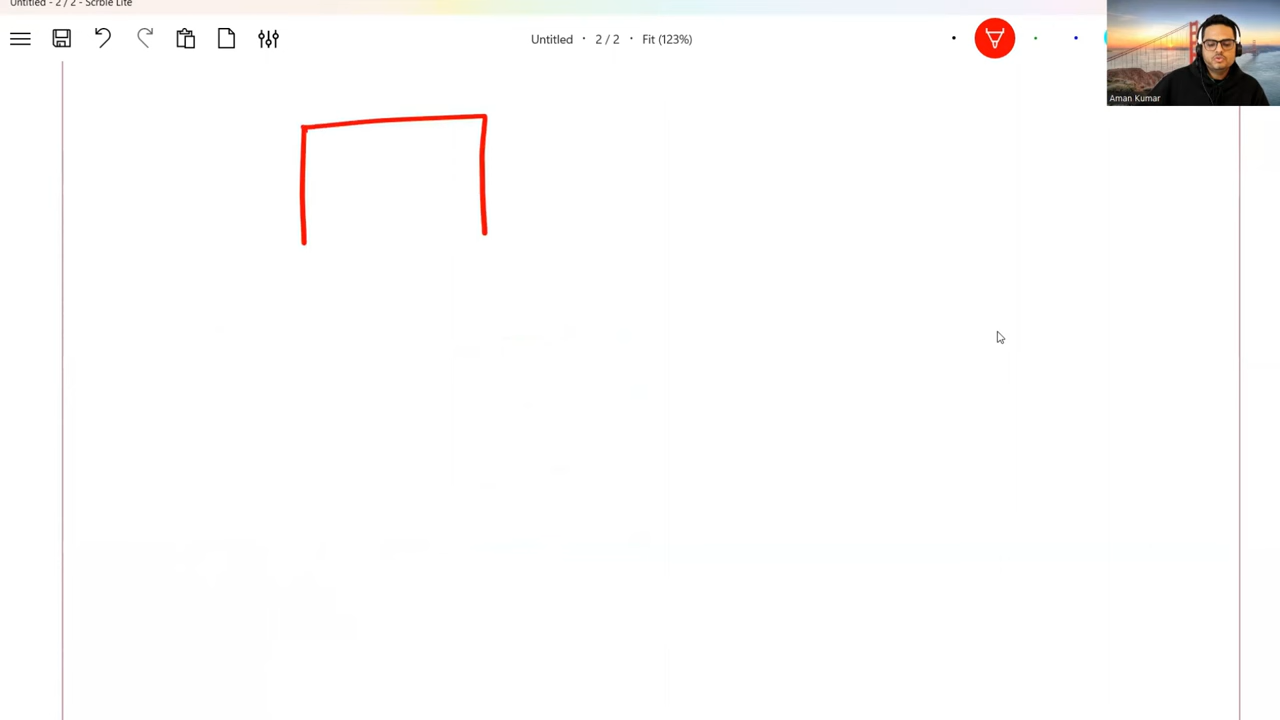 Untitled - 2 / 2 - Scrble Lite
Untitled · 2 / 2 · Fit (123%)
Aman Kumar